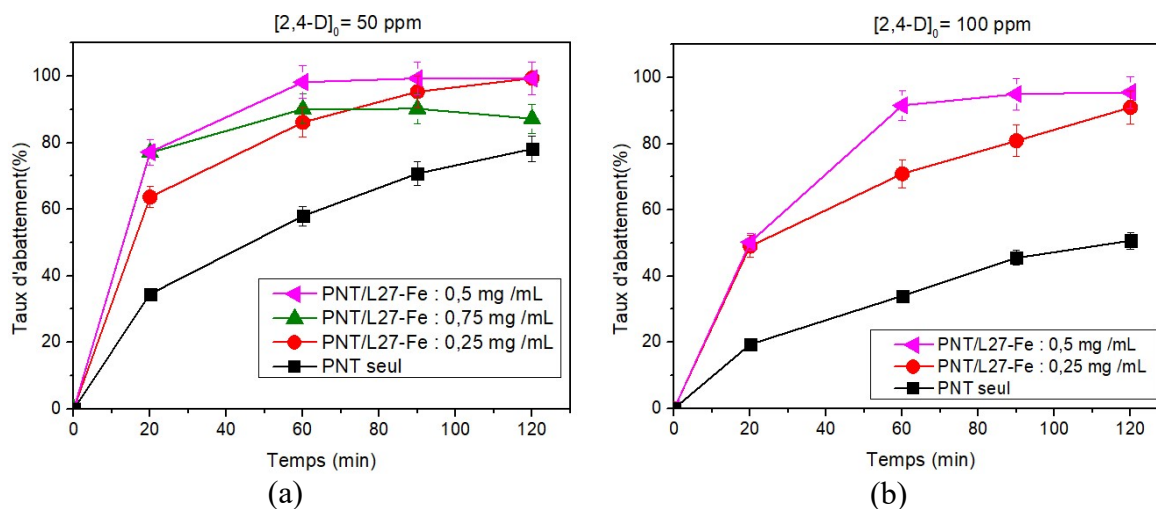 [2,4-D]0= 50 ppm
Taux d'abattement(%)
100
80
60
40
20
0
PNT/L27-Fe : 0,5 mg /mL
PNT/L27-Fe : 0,75 mg /mL
PNT/L27-Fe : 0,25 mg /mL
PNT seul
0 20 40 60 80 100 120
Temps (min)
(a)
[2,4-D]0= 100 ppm
Taux d'abattement(%)
100
80
60
40
20
0
PNT/L27-Fe : 0,5 mg /mL
PNT/L27-Fe : 0,25 mg /mL
PNT seul
0 20 40 60 80 100 120
Temps (min)
(b)